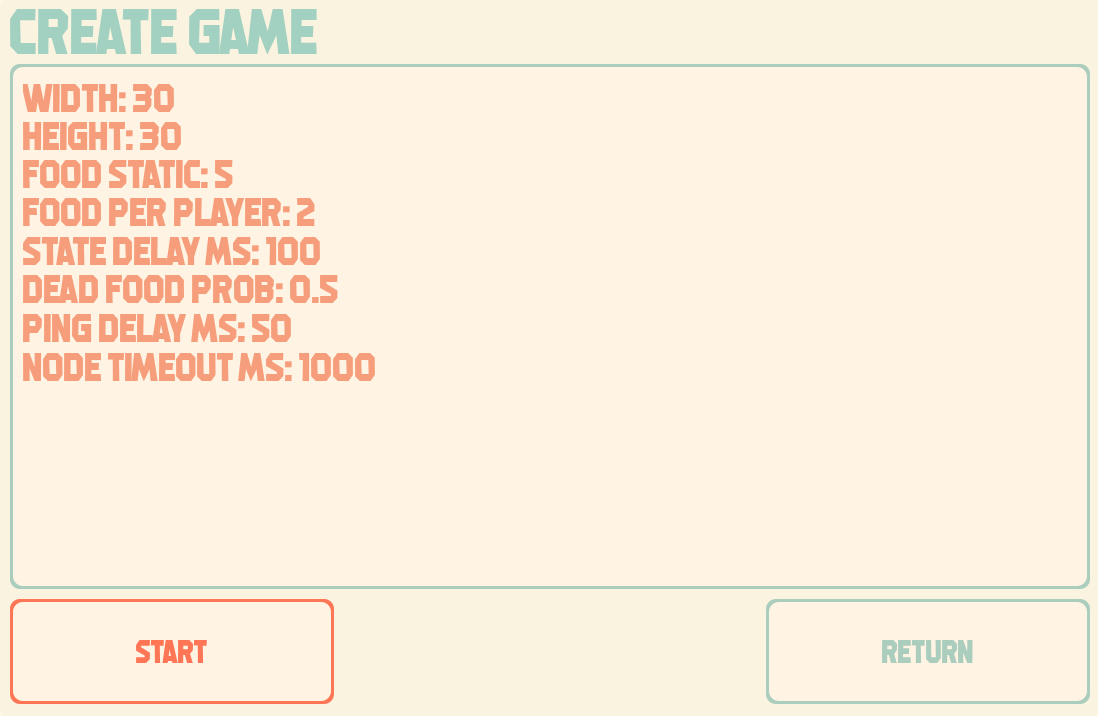 CREATE GAME
WIDTH: 30
HEIGHT: 30
FOOD STATIC: 5
FOOD PER PLAYER: 2
STATE DELAY MS: 100
DEAD FOOD PROB: 0.5
PING DELAY MS: 50
NODE TIMEOUT MS: 1000
START
RETURN